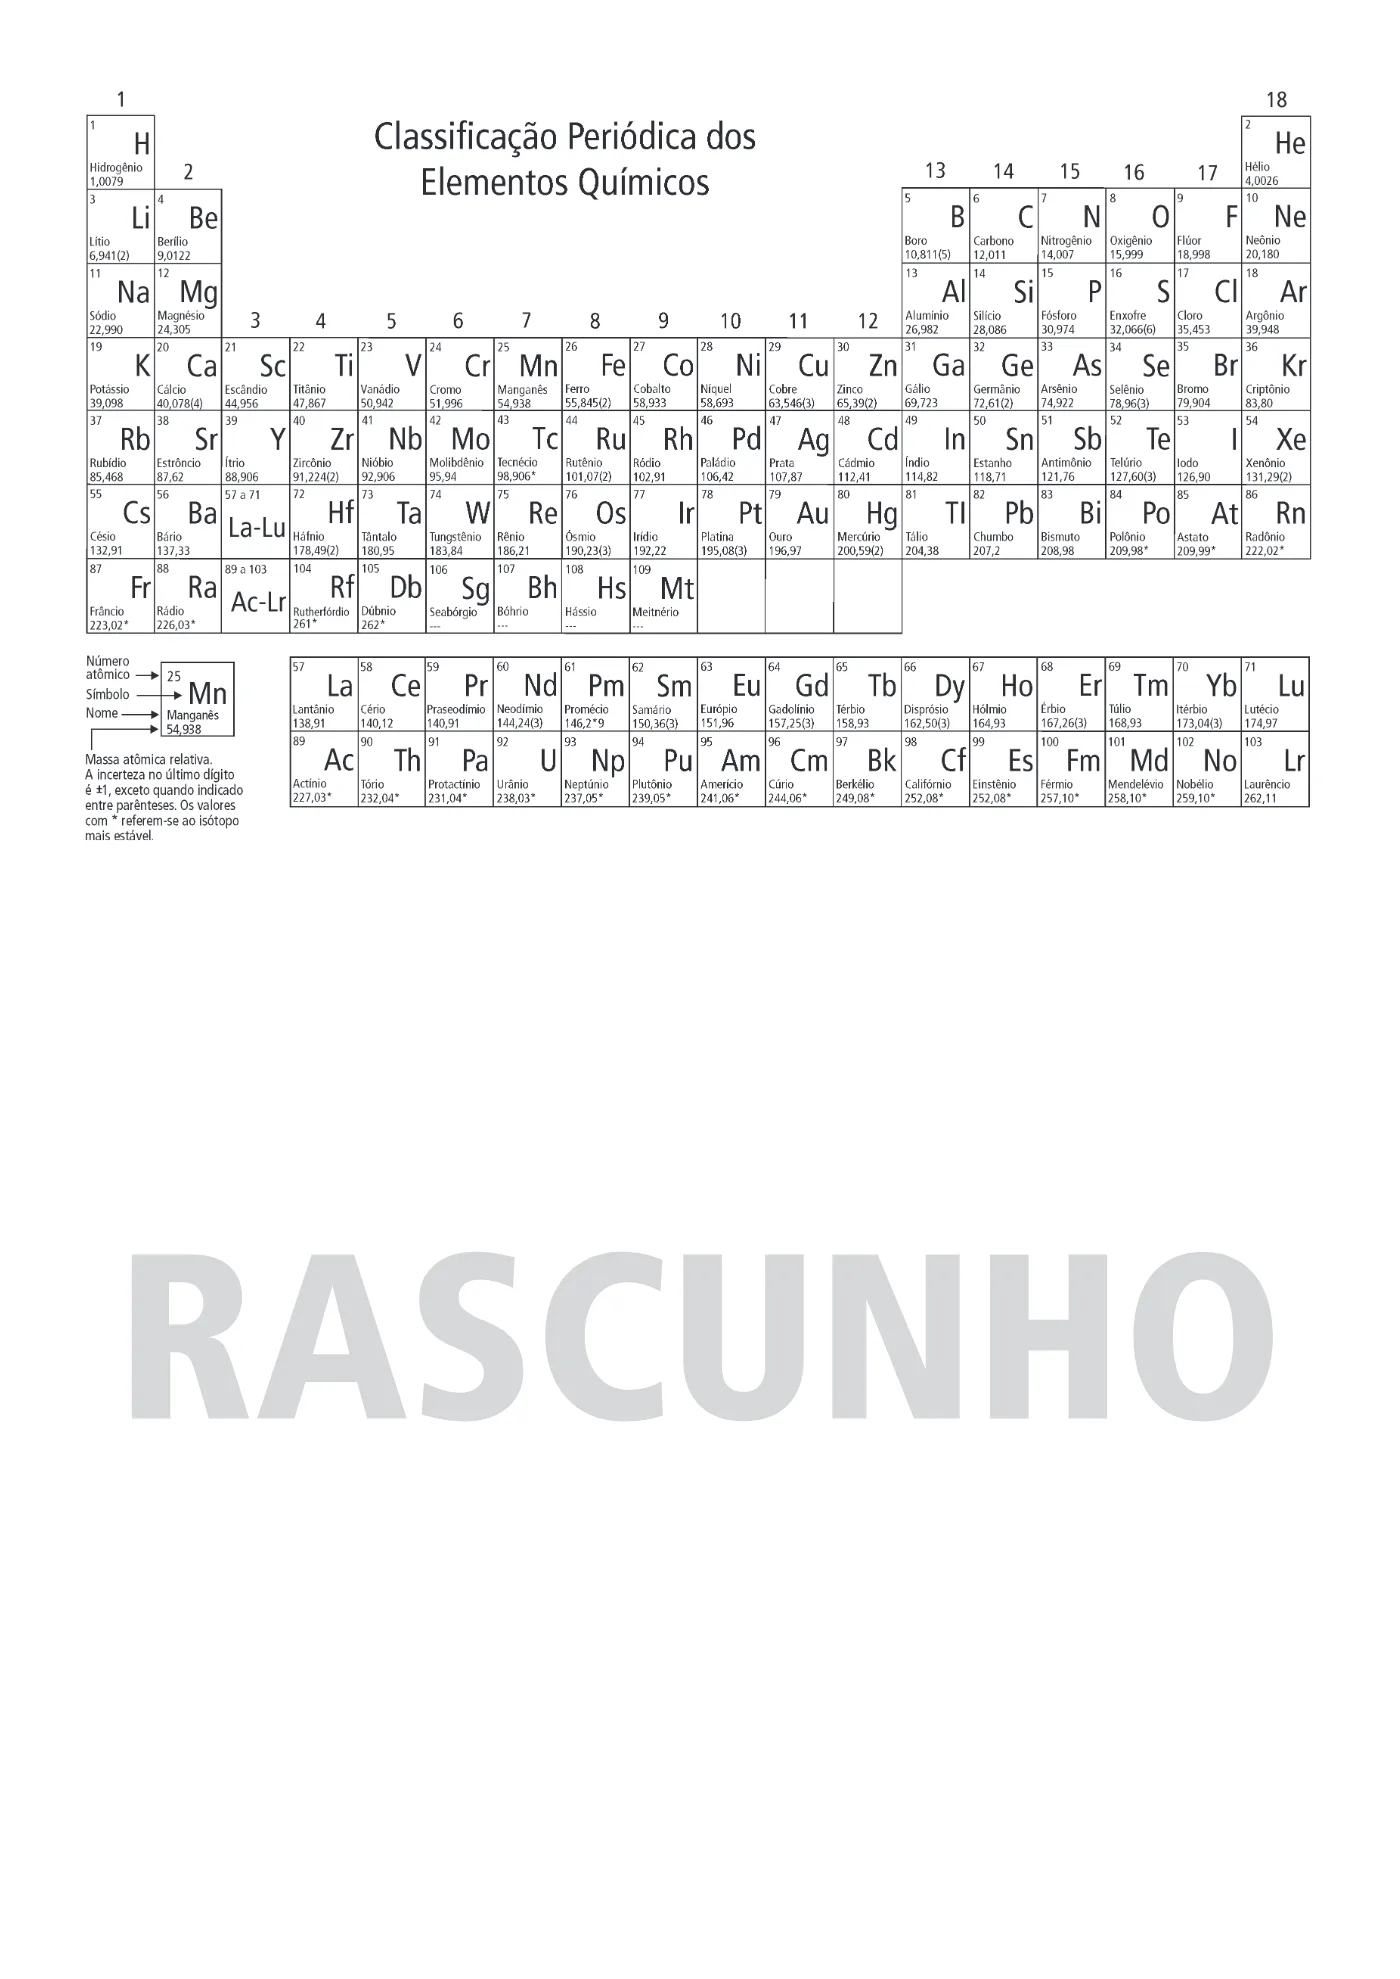 1 18
Classificação Periódica dos
Elementos Químicos
1 H Hidrogênio 1,0079
2 He Hélio 4,0026
2 13 14 15 16 17
3 Li Lítio 6,941(2)
4 Be Berílio 9,0122
5 B Boro 10,811(5)
6 C Carbono 12,011
7 N Nitrogênio 14,007
8 O Oxigênio 15,999
9 F Flúor 18,998
10 Ne Neônio 20,180
11 Na Sódio 22,990
12 Mg Magnésio 24,305
13 Al Alumínio 26,982
14 Si Silício 28,086
15 P Fósforo 30,974
16 S Enxofre 32,066(6)
17 Cl Cloro 35,453
18 Ar Argônio 39,948
3 4 5 6 7 8 9 10 11 12
19 K Potássio 39,098
20 Ca Cálcio 40,078(4)
21 Sc Escândio 44,956
22 Ti Titânio 47,867
23 V Vanádio 50,942
24 Cr Cromo 51,996
25 Mn Manganês 54,938
26 Fe Ferro 55,845(2)
27 Co Cobalto 58,933
28 Ni Níquel 58,693
29 Cu Cobre 63,546(3)
30 Zn Zinco 65,39(2)
31 Ga Gálio 69,723
32 Ge Germânio 72,61(2)
33 As Arsênio 74,922
34 Se Selênio 78,96(3)
35 Br Bromo 79,904
36 Kr Criptônio 83,80
37 Rb Rubídio 85,468
38 Sr Estrôncio 87,62
39 Y Ítrio 88,906
40 Zr Zircônio 91,224(2)
41 Nb Nióbio 92,906
42 Mo Molibdênio 95,94
43 Tc Tecnécio 98,906*
44 Ru Rutênio 101,07(2)
45 Rh Ródio 102,91
46 Pd Paládio 106,42
47 Ag Prata 107,87
48 Cd Cádmio 112,41
49 In Índio 114,82
50 Sn Estanho 118,71
51 Sb Antimônio 121,76
52 Te Telúrio 127,60(3)
53 I Iodo 126,90
54 Xe Xenônio 131,29(2)
55 Cs Césio 132,91
56 Ba Bário 137,33
57 a 71 La-Lu
72 Hf Háfnio 178,49(2)
73 Ta Tântalo 180,95
74 W Tungstênio 183,84
75 Re Rênio 186,21
76 Os Ósmio 190,23(3)
77 Ir Irídio 192,22
78 Pt Platina 195,08(3)
79 Au Ouro 196,97
80 Hg Mercúrio 200,59(2)
81 Tl Tálio 204,38
82 Pb Chumbo 207,2
83 Bi Bismuto 208,98
84 Po Polônio 209,98*
85 At Astato 209,99*
86 Rn Radônio 222,02*
87 Fr Frâncio 223,02*
88 Ra Rádio 226,03*
89 a 103 Ac-Lr
104 Rf Rutherfórdio 261*
105 Db Dúbnio 262*
106 Sg Seabórgio ---
107 Bh Bóhrio ---
108 Hs Hássio ---
109 Mt Meitnério ---
Número
atômico
Símbolo
Nome
25 Mn Manganês 54,938
Massa atômica relativa.
A incerteza no último dígito
é ±1, exceto quando indicado
entre parênteses. Os valores
com * referem-se ao isótopo
mais estável.
57 La Lantânio 138,91
58 Ce Cério 140,12
59 Pr Praseodímio 140,91
60 Nd Neodímio 144,24(3)
61 Pm Promécio 146,2*9
62 Sm Samário 150,36(3)
63 Eu Európio 151,96
64 Gd Gadolínio 157,25(3)
65 Tb Térbio 158,93
66 Dy Disprósio 162,50(3)
67 Ho Hólmio 164,93
68 Er Érbio 167,26(3)
69 Tm Túlio 168,93
70 Yb Itérbio 173,04(3)
71 Lu Lutécio 174,97
89 Ac Actínio 227,03*
90 Th Tório 232,04*
91 Pa Protactínio 231,04*
92 U Urânio 238,03*
93 Np Neptúnio 237,05*
94 Pu Plutônio 239,05*
95 Am Amerício 241,06*
96 Cm Cúrio 244,06*
97 Bk Berkélio 249,08*
98 Cf Califórnio 252,08*
99 Es Einstênio 252,08*
100 Fm Férmio 257,10*
101 Md Mendelévio 258,10*
102 No Nobélio 259,10*
103 Lr Laurêncio 262,11
RASCUNHO